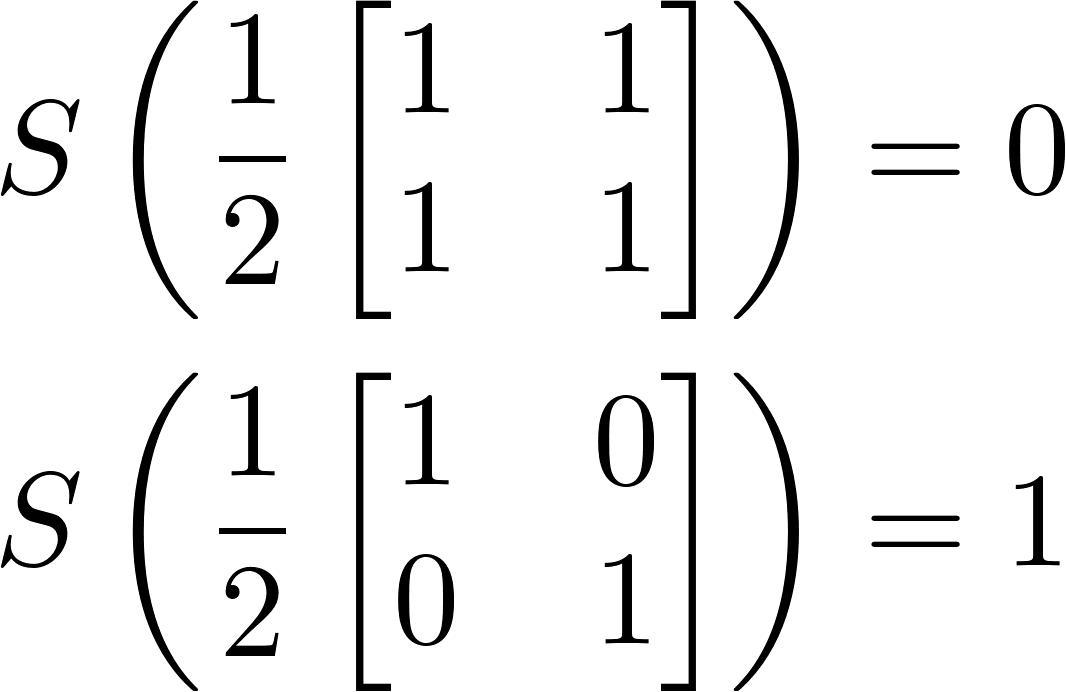 S ( 1/2 [ 1 1 ; 1 1 ] ) = 0
S ( 1/2 [ 1 0 ; 0 1 ] ) = 1